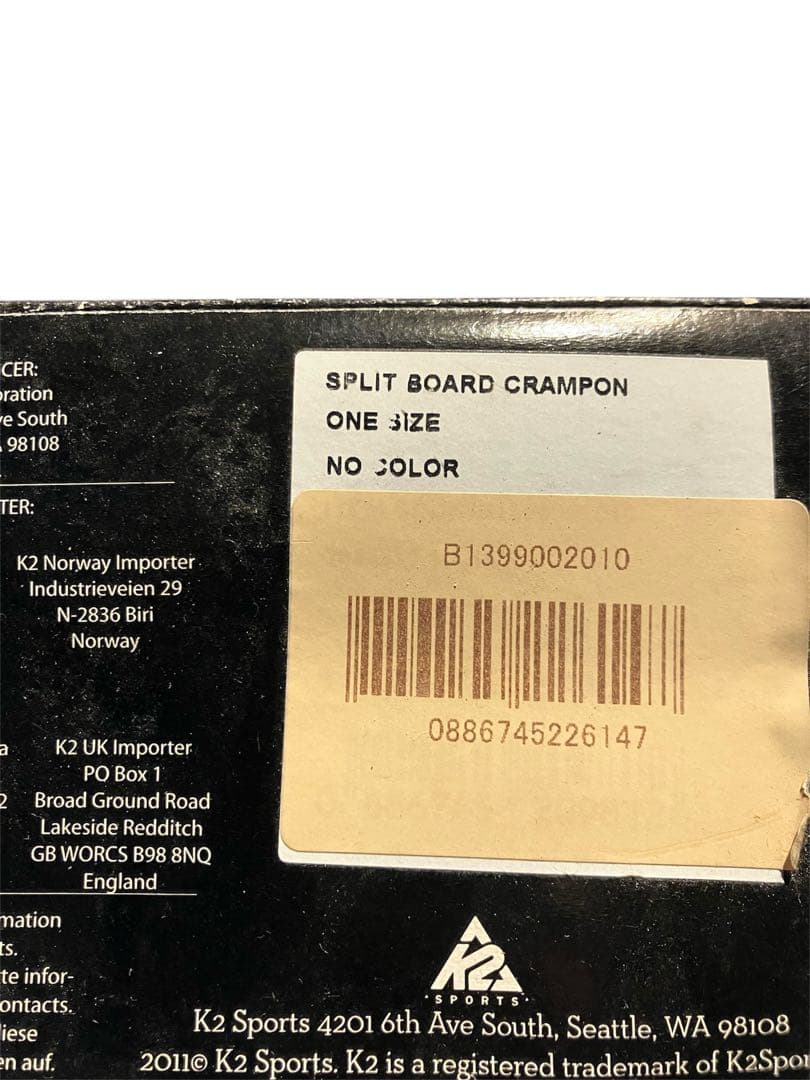 CER:
oration
ve South
98108
TER:
K2 Norway Importer
Industrieveien 29
N-2836 Biri
Norway
a K2 UK Importer
PO Box 1
2 Broad Ground Road
Lakeside Redditch
GB WORCS B98 8NQ
England
mation
ts.
te infor-
ontacts.
iese
en auf.
SPLIT BOARD CRAMPON
ONE SIZE
NO COLOR
B1399002010
0886745226147
K2
SPORTS
K2 Sports 4201 6th Ave South, Seattle, WA 98108
2011© K2 Sports. K2 is a registered trademark of K2Spor